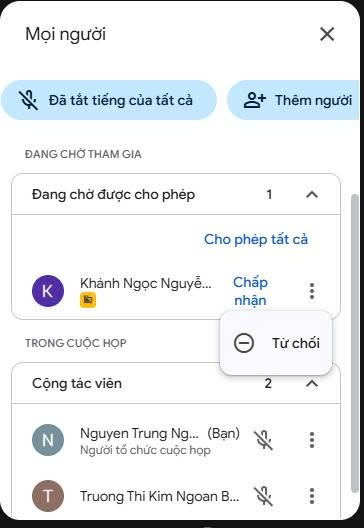 Mọi người
Đã tắt tiếng của tất cả
Thêm người
ĐANG CHỜ THAM GIA
Đang chờ được cho phép 1
Cho phép tất cả
K
Khánh Ngọc Nguyễ...
Chấp
nhận
Từ chối
TRONG CUỘC HỌP
Cộng tác viên 2
N
Nguyen Trung Ng... (Bạn)
Người tổ chức cuộc họp
T
Truong Thi Kim Ngoan B...